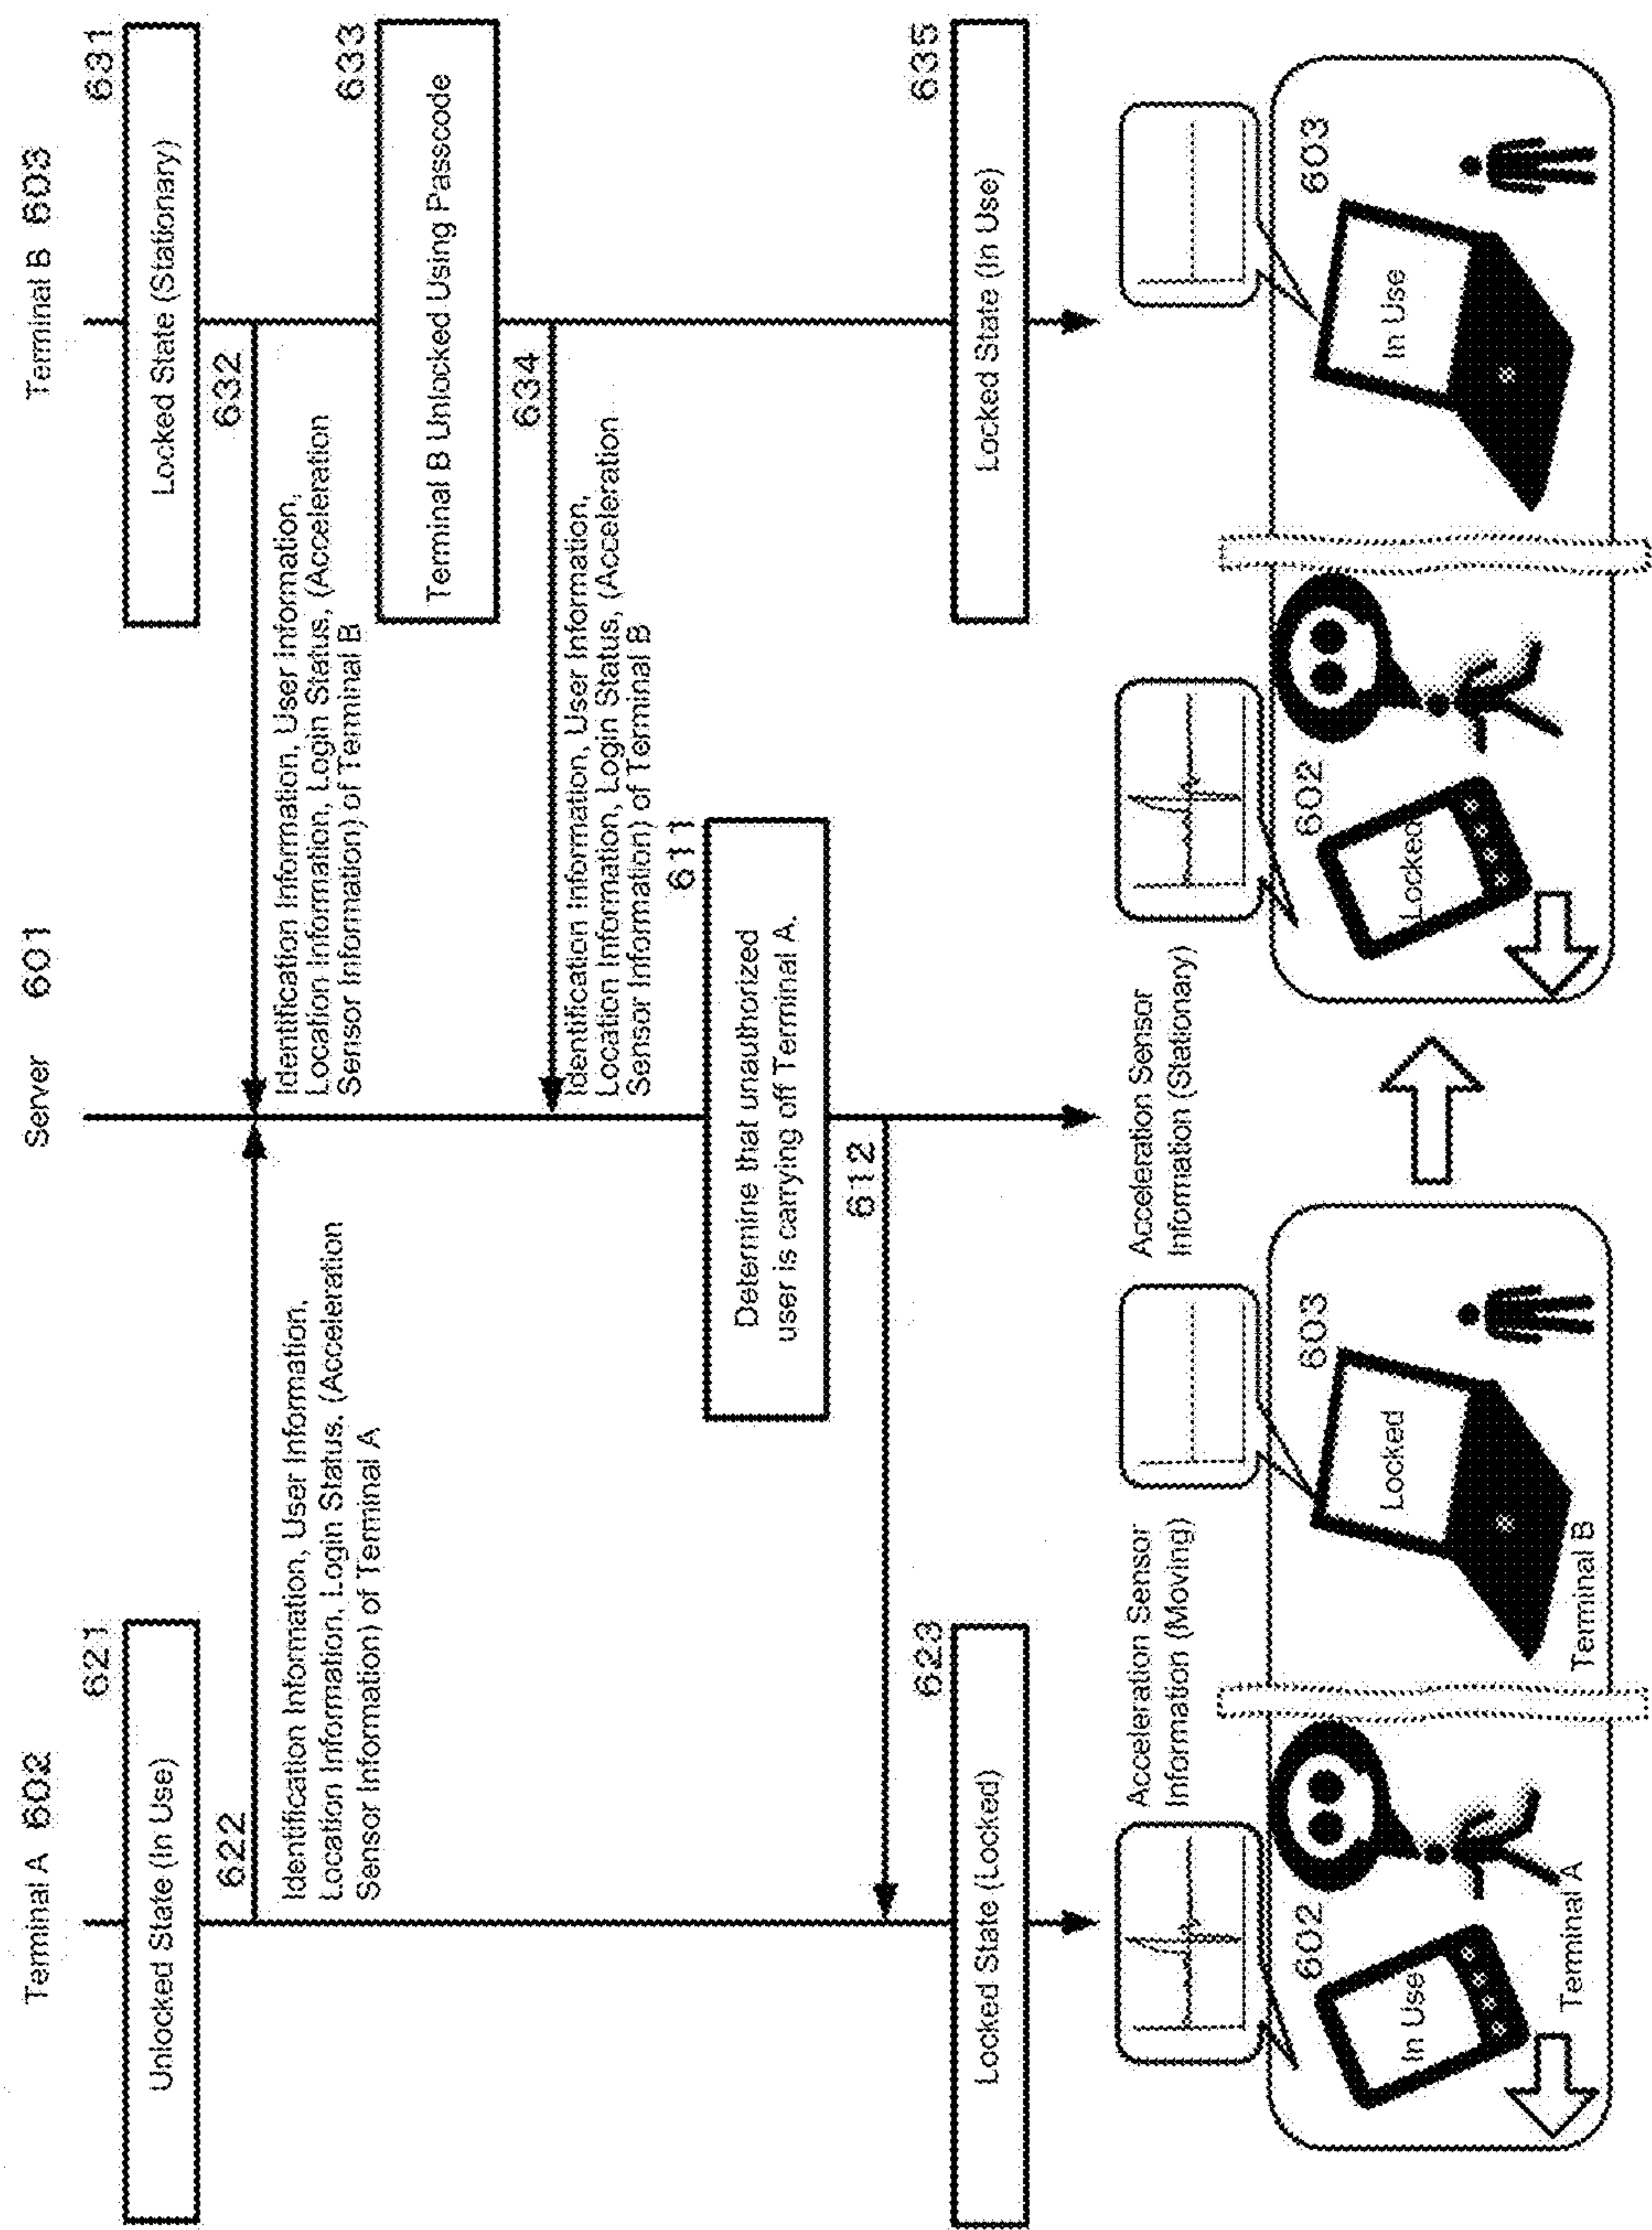 Terminal A 602
Server 601
Terminal B 603
621
Unlocked State (In Use)
631
Locked State (Stationary)
622
632
Identification Information, User Information,
Location Information, Login Status, (Acceleration
Sensor Information) of Terminal A
Identification Information, User Information,
Location Information, Login Status, (Acceleration
Sensor Information) of Terminal B
633
Terminal B Unlocked Using Passcode
634
Identification Information, User Information,
Location Information, Login Status, (Acceleration
Sensor Information) of Terminal B
611
Determine that unauthorized
user is carrying off Terminal A.
612
623
Locked State (Locked)
635
Locked State (In Use)
Acceleration Sensor
Information (Moving)
Acceleration Sensor
Information (Stationary)
602
In Use
Terminal A
603
Locked
Terminal B
602
Locked
603
In Use